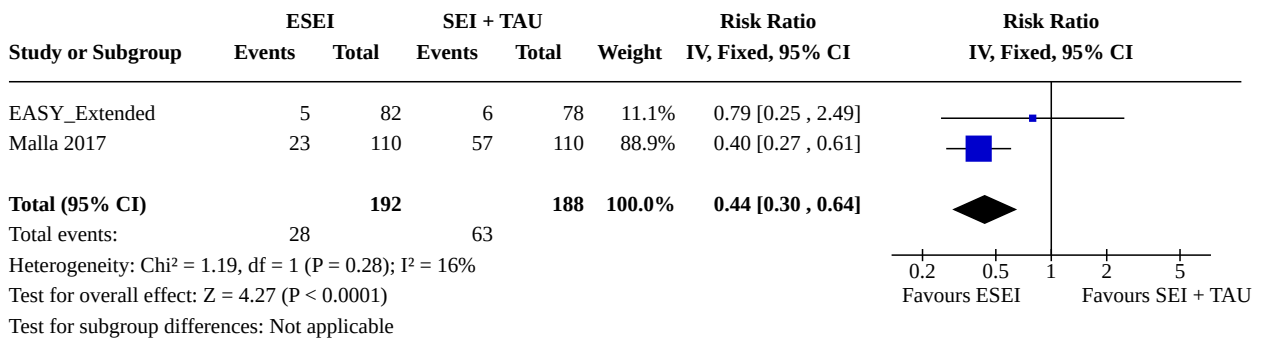 ESEI SEI + TAU Risk Ratio Risk Ratio
Study or Subgroup Events Total Events Total Weight IV, Fixed, 95% CI IV, Fixed, 95% CI
EASY_Extended 5 82 6 78 11.1% 0.79 [0.25 , 2.49]
Malla 2017 23 110 57 110 88.9% 0.40 [0.27 , 0.61]
Total (95% CI) 192 188 100.0% 0.44 [0.30 , 0.64]
Total events: 28 63
Heterogeneity: Chi² = 1.19, df = 1 (P = 0.28); I² = 16%
Test for overall effect: Z = 4.27 (P < 0.0001)
Test for subgroup differences: Not applicable
0.2 0.5 1 2 5
Favours ESEI Favours SEI + TAU